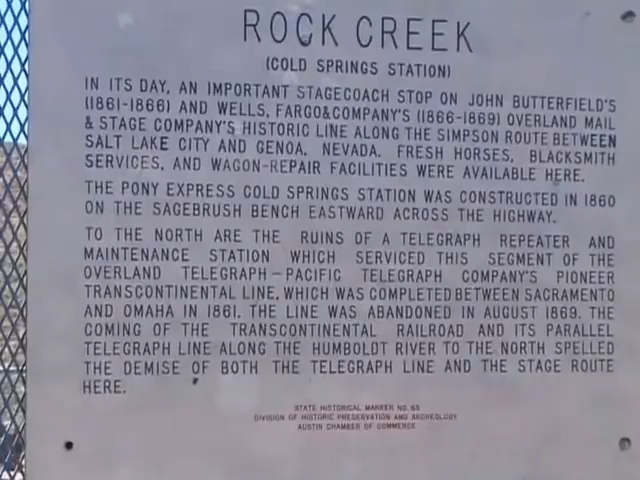 ROCK CREEK
(COLD SPRINGS STATION)
IN ITS DAY, AN IMPORTANT STAGECOACH STOP ON JOHN BUTTERFIELD'S
(1861-1866) AND WELLS, FARGO&COMPANY'S (1866-1869) OVERLAND MAIL
& STAGE COMPANY'S HISTORIC LINE ALONG THE SIMPSON ROUTE BETWEEN
SALT LAKE CITY AND GENOA, NEVADA. FRESH HORSES, BLACKSMITH
SERVICES, AND WAGON-REPAIR FACILITIES WERE AVAILABLE HERE.
THE PONY EXPRESS COLD SPRINGS STATION WAS CONSTRUCTED IN 1860
ON THE SAGEBRUSH BENCH EASTWARD ACROSS THE HIGHWAY.
TO THE NORTH ARE THE RUINS OF A TELEGRAPH REPEATER AND
MAINTENANCE STATION WHICH SERVICED THIS SEGMENT OF THE
OVERLAND TELEGRAPH-PACIFIC TELEGRAPH COMPANY'S PIONEER
TRANSCONTINENTAL LINE, WHICH WAS COMPLETED BETWEEN SACRAMENTO
AND OMAHA IN 1861. THE LINE WAS ABANDONED IN AUGUST 1869. THE
COMING OF THE TRANSCONTINENTAL RAILROAD AND ITS PARALLEL
TELEGRAPH LINE ALONG THE HUMBOLDT RIVER TO THE NORTH SPELLED
THE DEMISE OF BOTH THE TELEGRAPH LINE AND THE STAGE ROUTE
HERE.
STATE HISTORICAL MARKER NO. 83
DIVISION OF HISTORIC PRESERVATION AND ARCHEOLOGY
AUSTIN CHAMBER OF COMMERCE